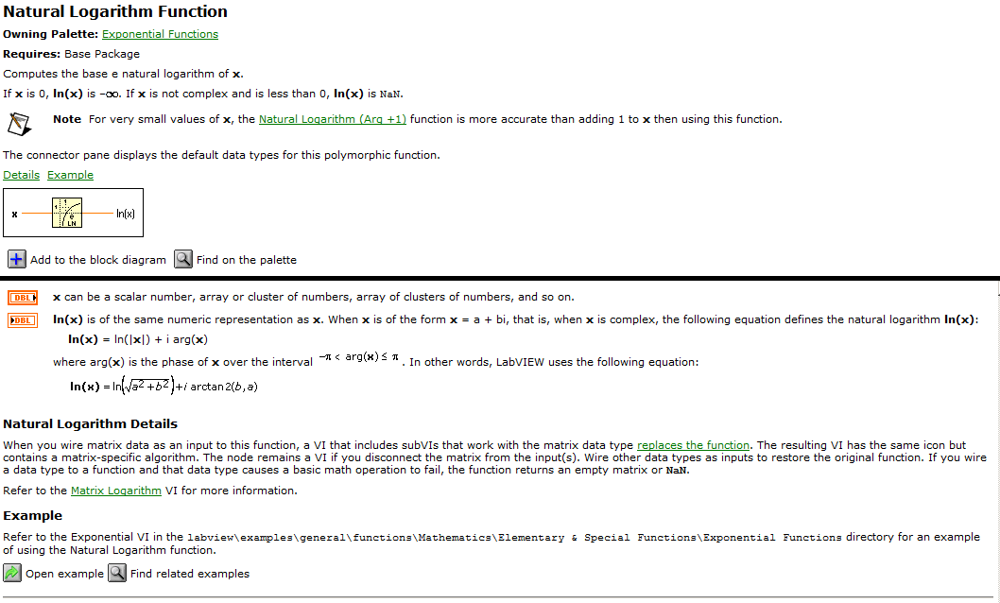 Natural Logarithm Function
Owning Palette: Exponential Functions
Requires: Base Package
Computes the base e natural logarithm of x.
If x is 0, ln(x) is –∞. If x is not complex and is less than 0, ln(x) is NaN.
Note For very small values of x, the Natural Logarithm (Arg +1) function is more accurate than adding 1 to x then using this function.
The connector pane displays the default data types for this polymorphic function.
Details Example
x 1 1 e LN ln(x)
Add to the block diagram Find on the palette
DBL x can be a scalar number, array or cluster of numbers, array of clusters of numbers, and so on.
DBL ln(x) is of the same numeric representation as x. When x is of the form x = a + bi, that is, when x is complex, the following equation defines the natural logarithm ln(x):
ln(x) = ln(|x|) + i arg(x)
where arg(x) is the phase of x over the interval –π < arg(x) ≤ π . In other words, LabVIEW uses the following equation:
ln(x) = ln(√a² + b²) + i arctan2(b,a)
Natural Logarithm Details
When you wire matrix data as an input to this function, a VI that includes subVIs that work with the matrix data type replaces the function. The resulting VI has the same icon but
contains a matrix-specific algorithm. The node remains a VI if you disconnect the matrix from the input(s). Wire other data types as inputs to restore the original function. If you wire
a data type to a function and that data type causes a basic math operation to fail, the function returns an empty matrix or NaN.
Refer to the Matrix Logarithm VI for more information.
Example
Refer to the Exponential VI in the labview\examples\general\functions\Mathematics\Elementary & Special Functions\Exponential Functions directory for an example
of using the Natural Logarithm function.
Open example Find related examples